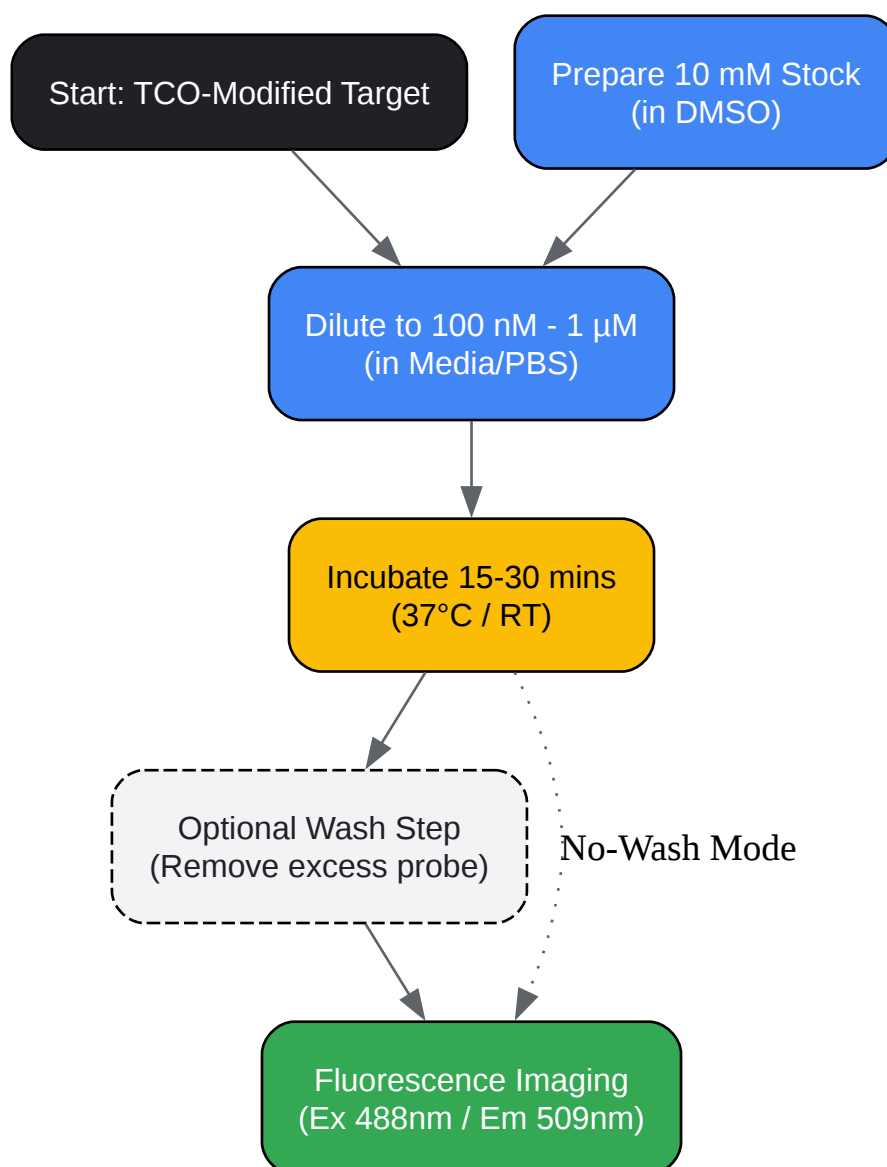 Start: TCO-Modified Target
Prepare 10 mM Stock
(in DMSO)
Dilute to 100 nM - 1 µM
(in Media/PBS)
Incubate 15-30 mins
(37°C / RT)
Optional Wash Step
(Remove excess probe)
No-Wash Mode
Fluorescence Imaging
(Ex 488nm / Em 509nm)